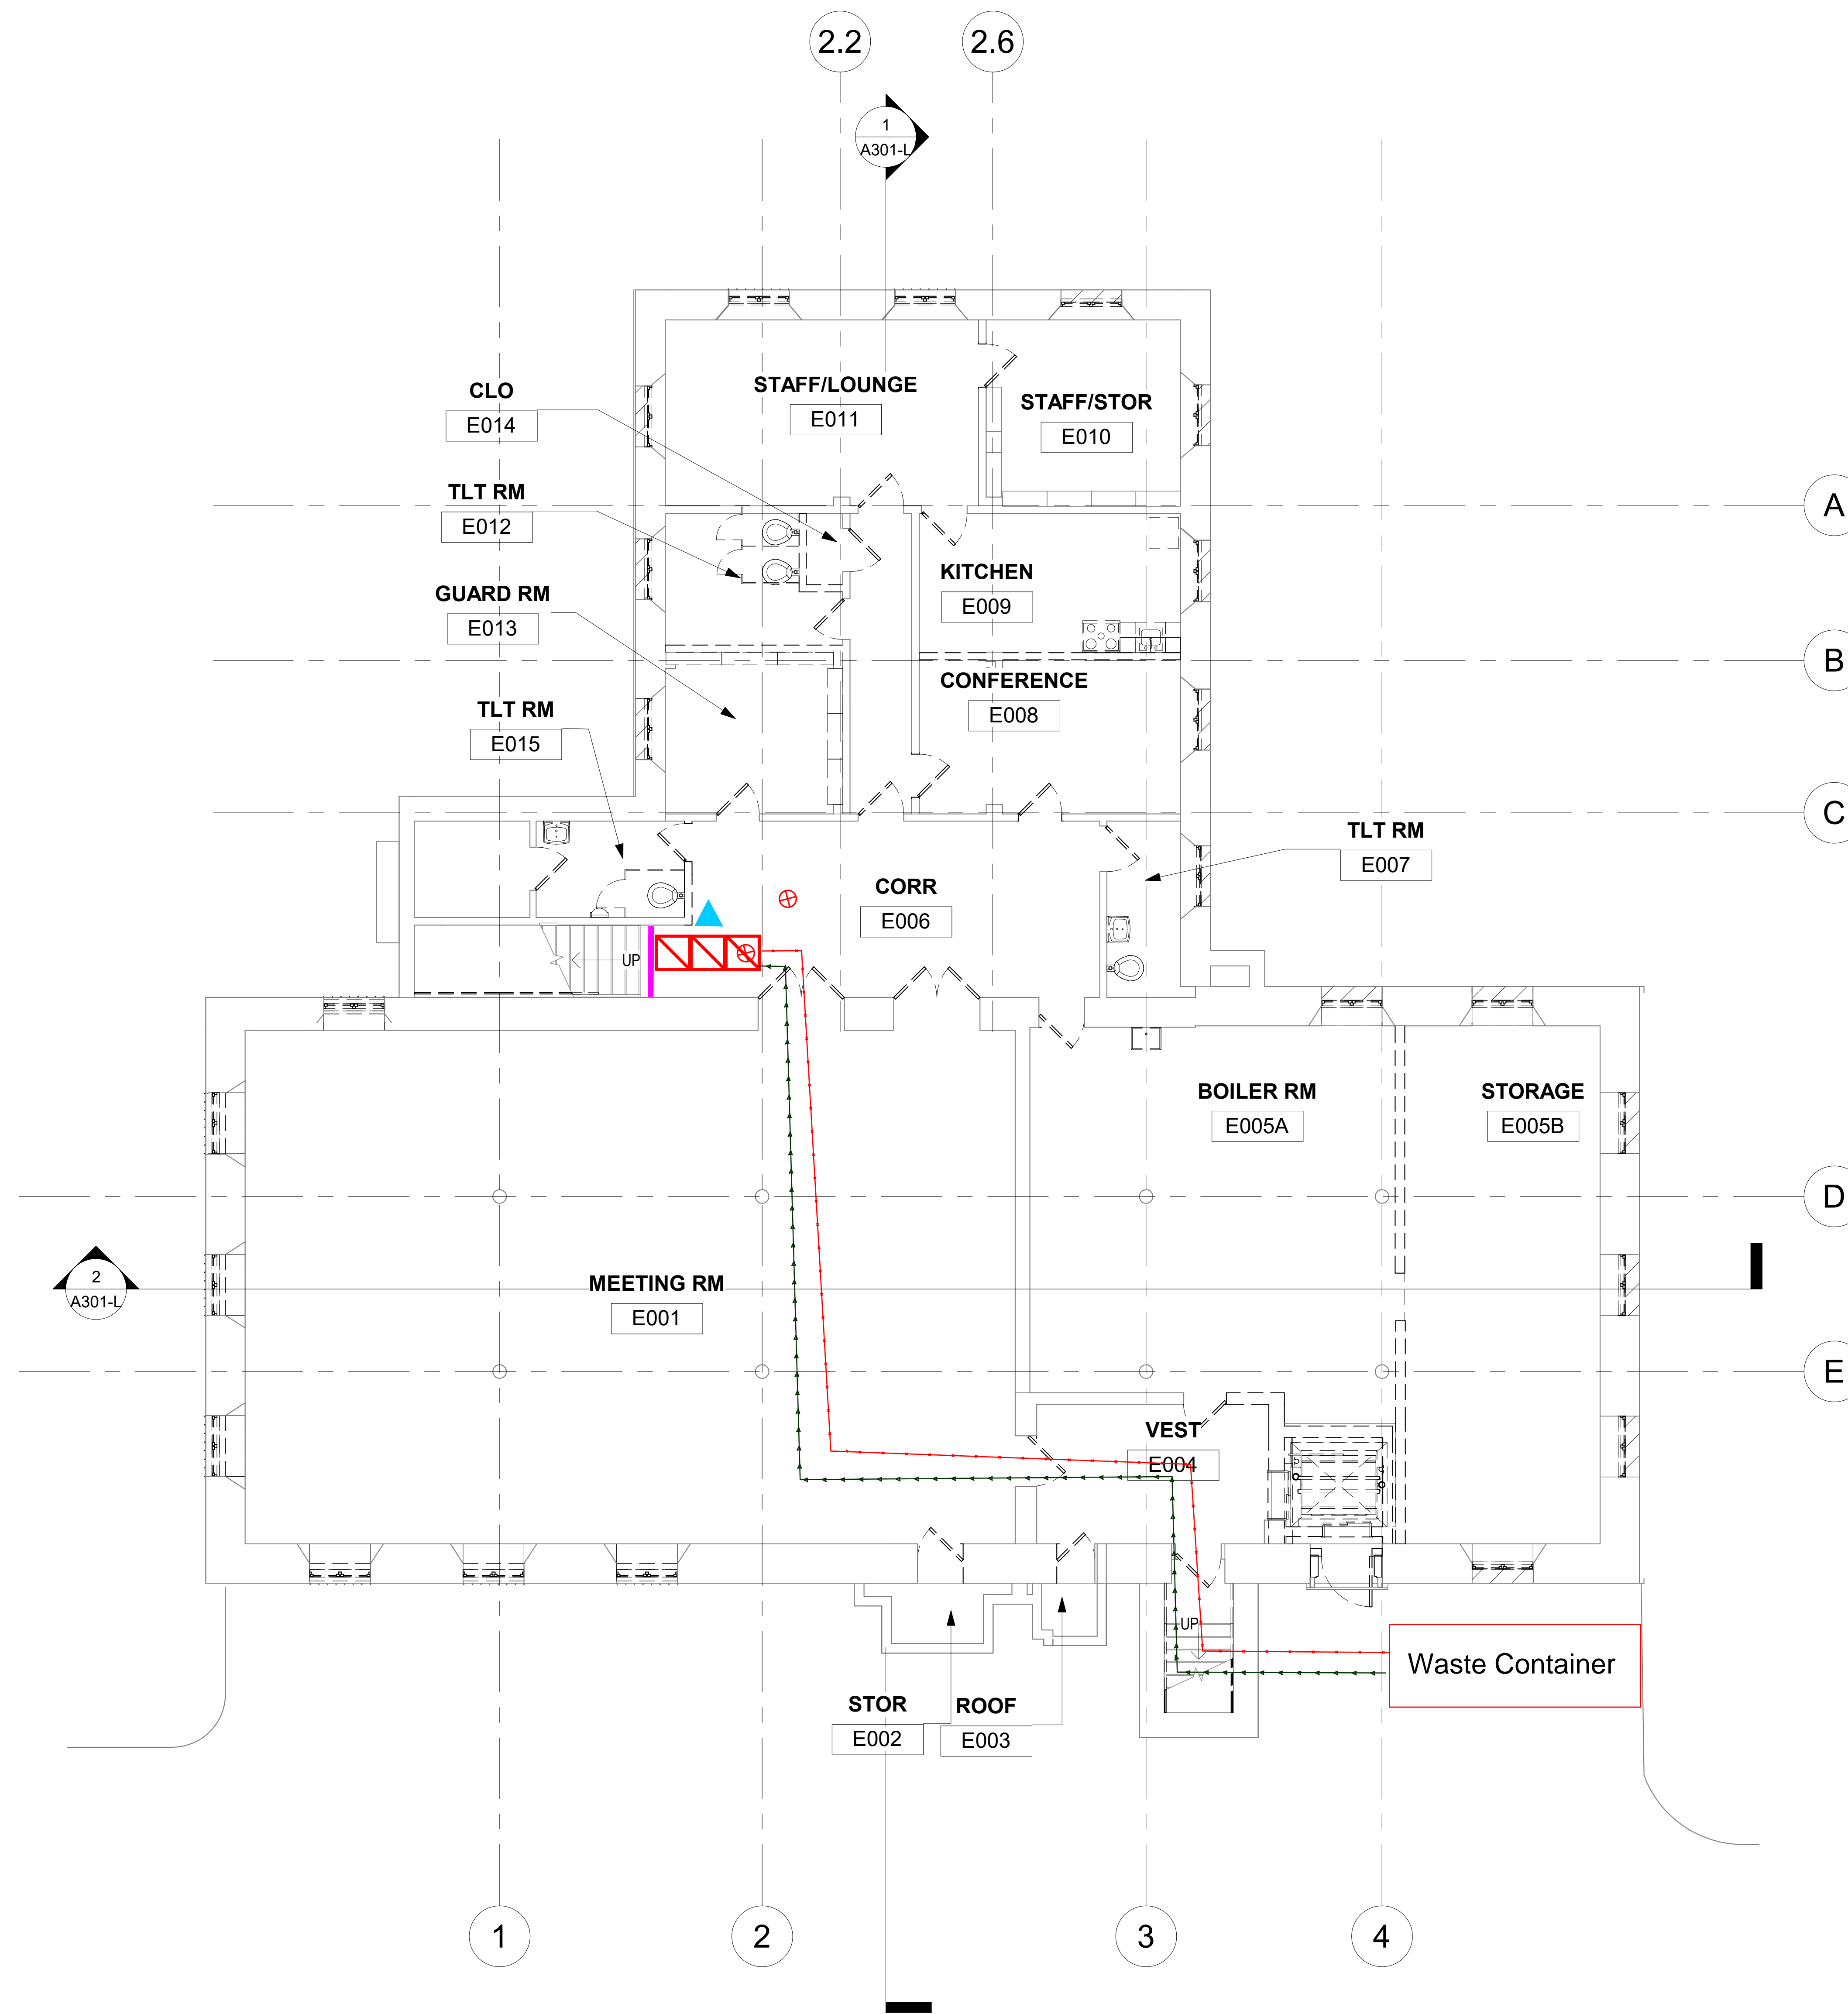 2.2
2.6
1
A301-L
CLO
E014
STAFF/LOUNGE
E011
STAFF/STOR
E010
A
TLT RM
E012
KITCHEN
E009
GUARD RM
E013
B
CONFERENCE
E008
TLT RM
E015
C
TLT RM
E007
CORR
E006
UP
BOILER RM
E005A
STORAGE
E005B
D
2
A301-L
MEETING RM
E001
E
VEST
E004
UP
Waste Container
STOR
E002
ROOF
E003
1
2
3
4